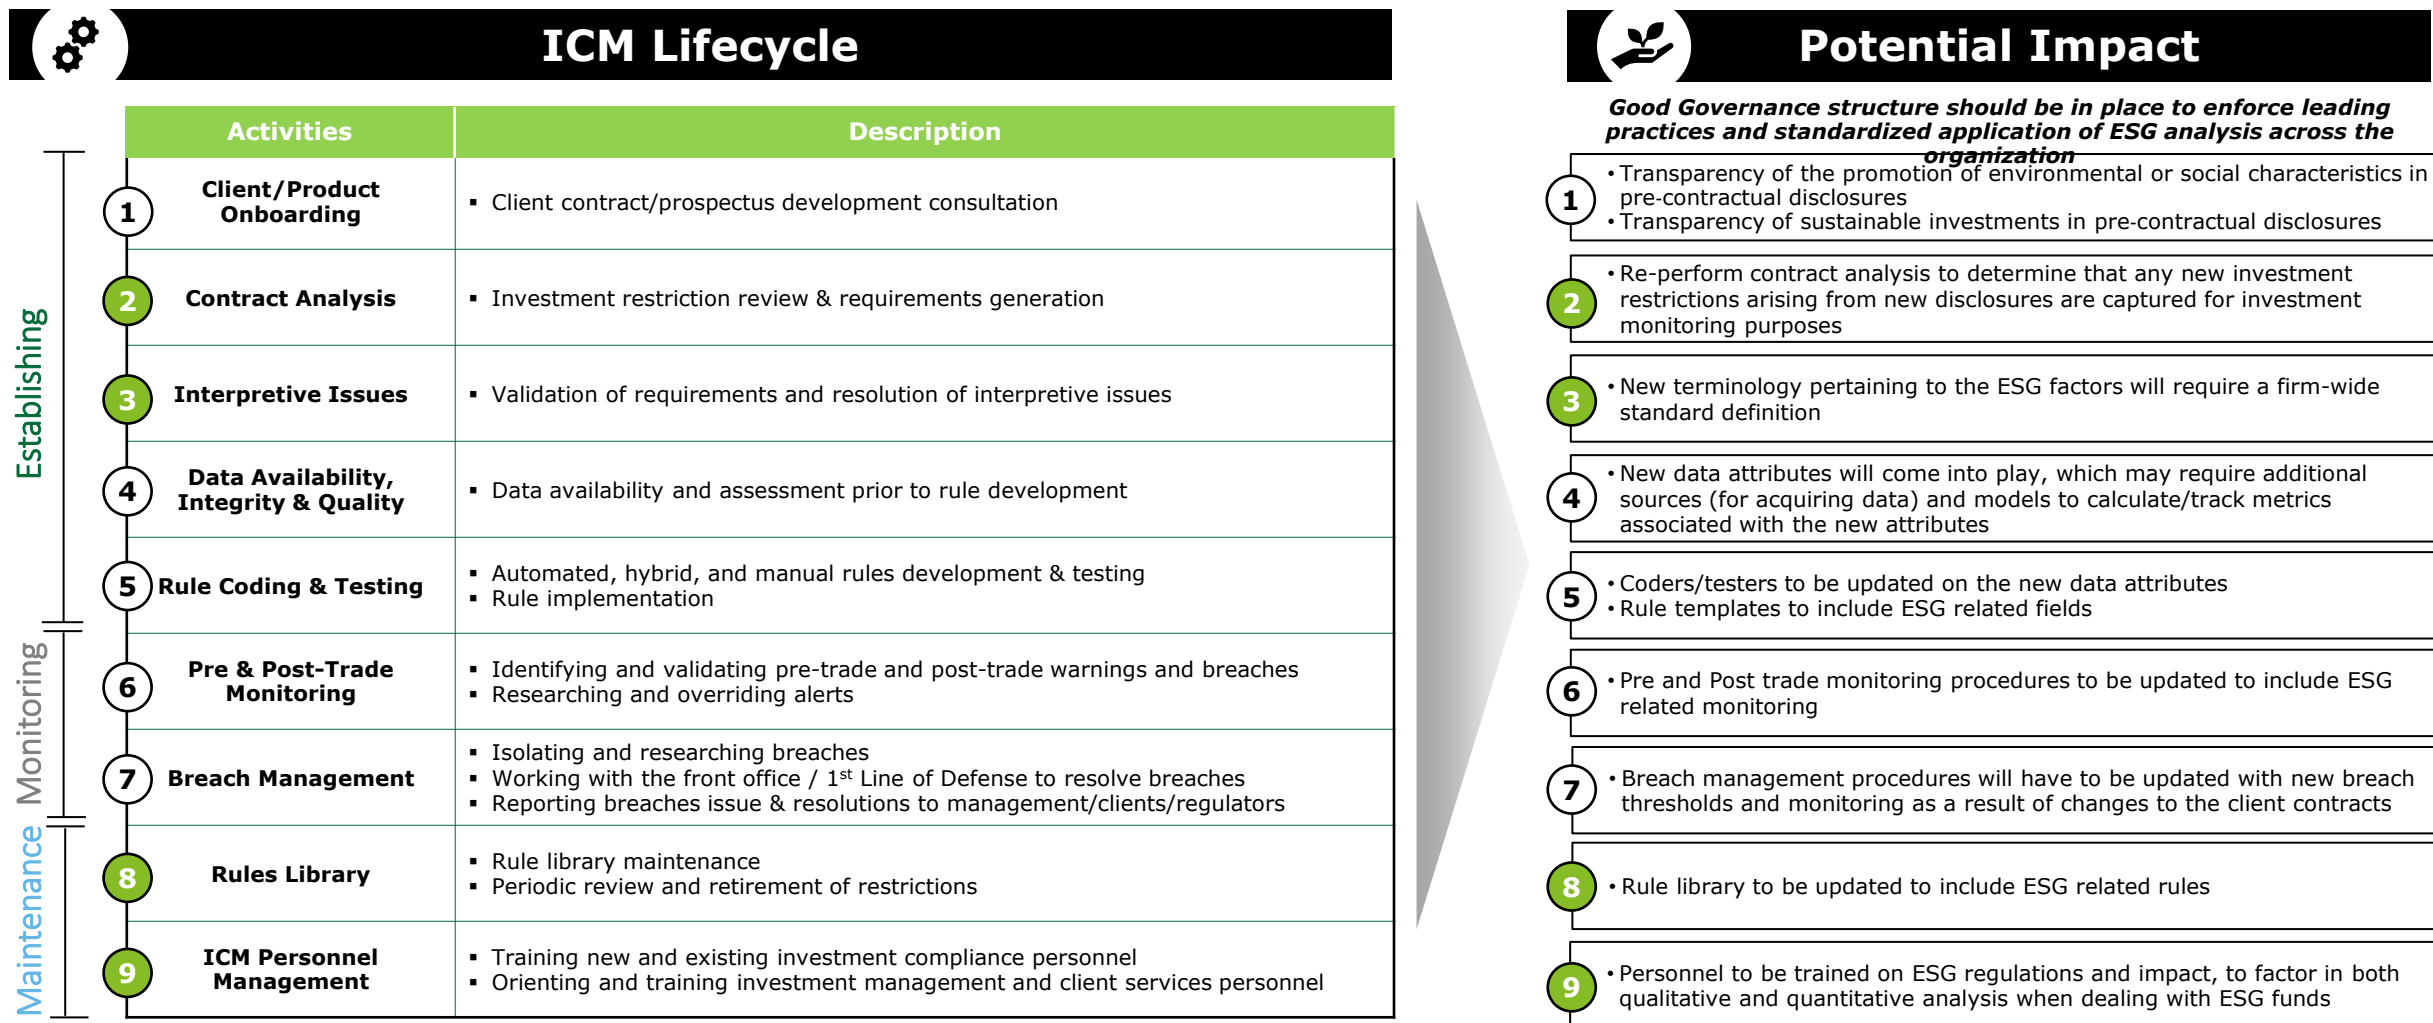 ICM Lifecycle
Activities
Description
Establishing
Monitoring
Maintenance
1
Client/Product
Onboarding
▪ Client contract/prospectus development consultation
2
Contract Analysis
▪ Investment restriction review & requirements generation
3
Interpretive Issues
▪ Validation of requirements and resolution of interpretive issues
4
Data Availability,
Integrity & Quality
▪ Data availability and assessment prior to rule development
5
Rule Coding & Testing
▪ Automated, hybrid, and manual rules development & testing
▪ Rule implementation
6
Pre & Post-Trade
Monitoring
▪ Identifying and validating pre-trade and post-trade warnings and breaches
▪ Researching and overriding alerts
7
Breach Management
▪ Isolating and researching breaches
▪ Working with the front office / 1st Line of Defense to resolve breaches
▪ Reporting breaches issue & resolutions to management/clients/regulators
8
Rules Library
▪ Rule library maintenance
▪ Periodic review and retirement of restrictions
9
ICM Personnel
Management
▪ Training new and existing investment compliance personnel
▪ Orienting and training investment management and client services personnel
Potential Impact
Good Governance structure should be in place to enforce leading
practices and standardized application of ESG analysis across the
organization
1
• Transparency of the promotion of environmental or social characteristics in
pre-contractual disclosures
• Transparency of sustainable investments in pre-contractual disclosures
2
• Re-perform contract analysis to determine that any new investment
restrictions arising from new disclosures are captured for investment
monitoring purposes
3
• New terminology pertaining to the ESG factors will require a firm-wide
standard definition
4
• New data attributes will come into play, which may require additional
sources (for acquiring data) and models to calculate/track metrics
associated with the new attributes
5
• Coders/testers to be updated on the new data attributes
• Rule templates to include ESG related fields
6
• Pre and Post trade monitoring procedures to be updated to include ESG
related monitoring
7
• Breach management procedures will have to be updated with new breach
thresholds and monitoring as a result of changes to the client contracts
8
• Rule library to be updated to include ESG related rules
9
• Personnel to be trained on ESG regulations and impact, to factor in both
qualitative and quantitative analysis when dealing with ESG funds